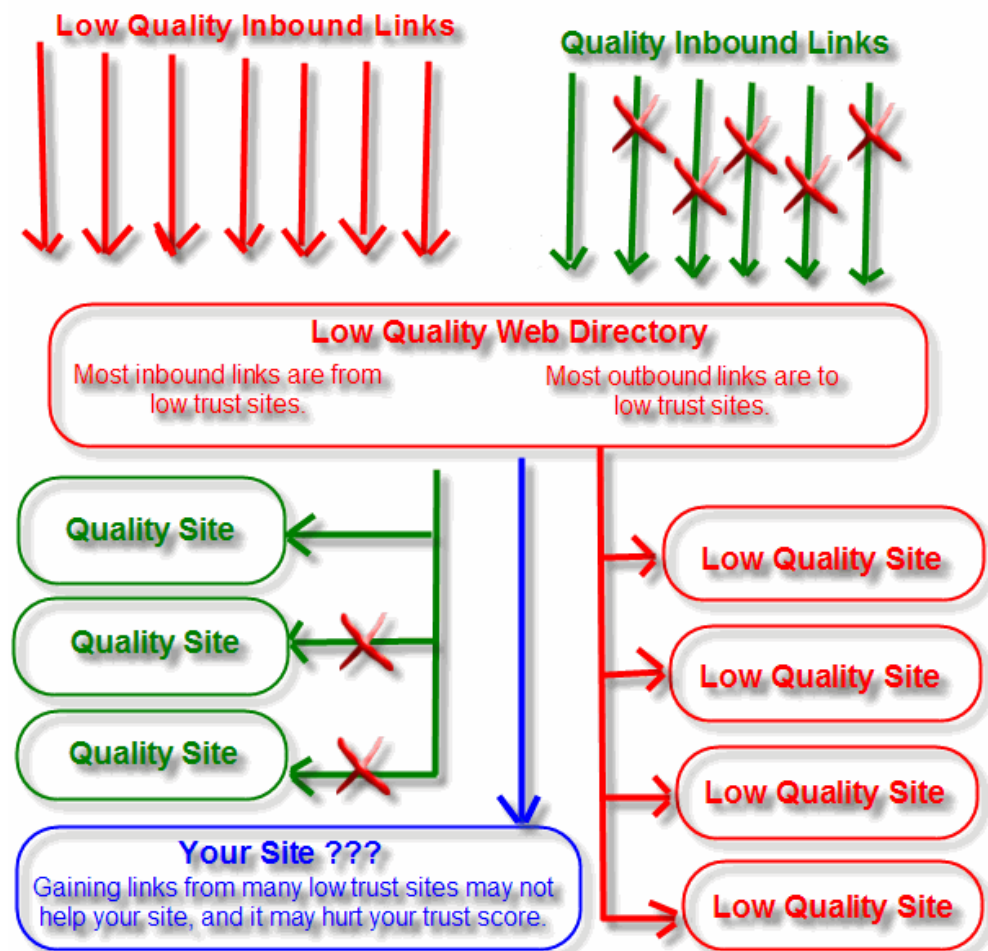 Low Quality Inbound Links
Quality Inbound Links
Low Quality Web Directory
Most inbound links are from
low trust sites.
Most outbound links are to
low trust sites.
Quality Site
Quality Site
Quality Site
Low Quality Site
Low Quality Site
Low Quality Site
Low Quality Site
Your Site ???
Gaining links from many low trust sites may not
help your site, and it may hurt your trust score.